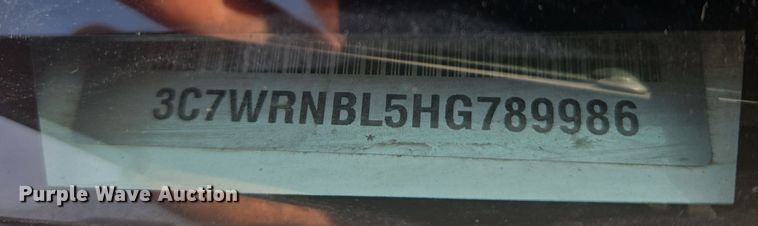 3C7WRNBL5HG789986
Purple Wave Auction